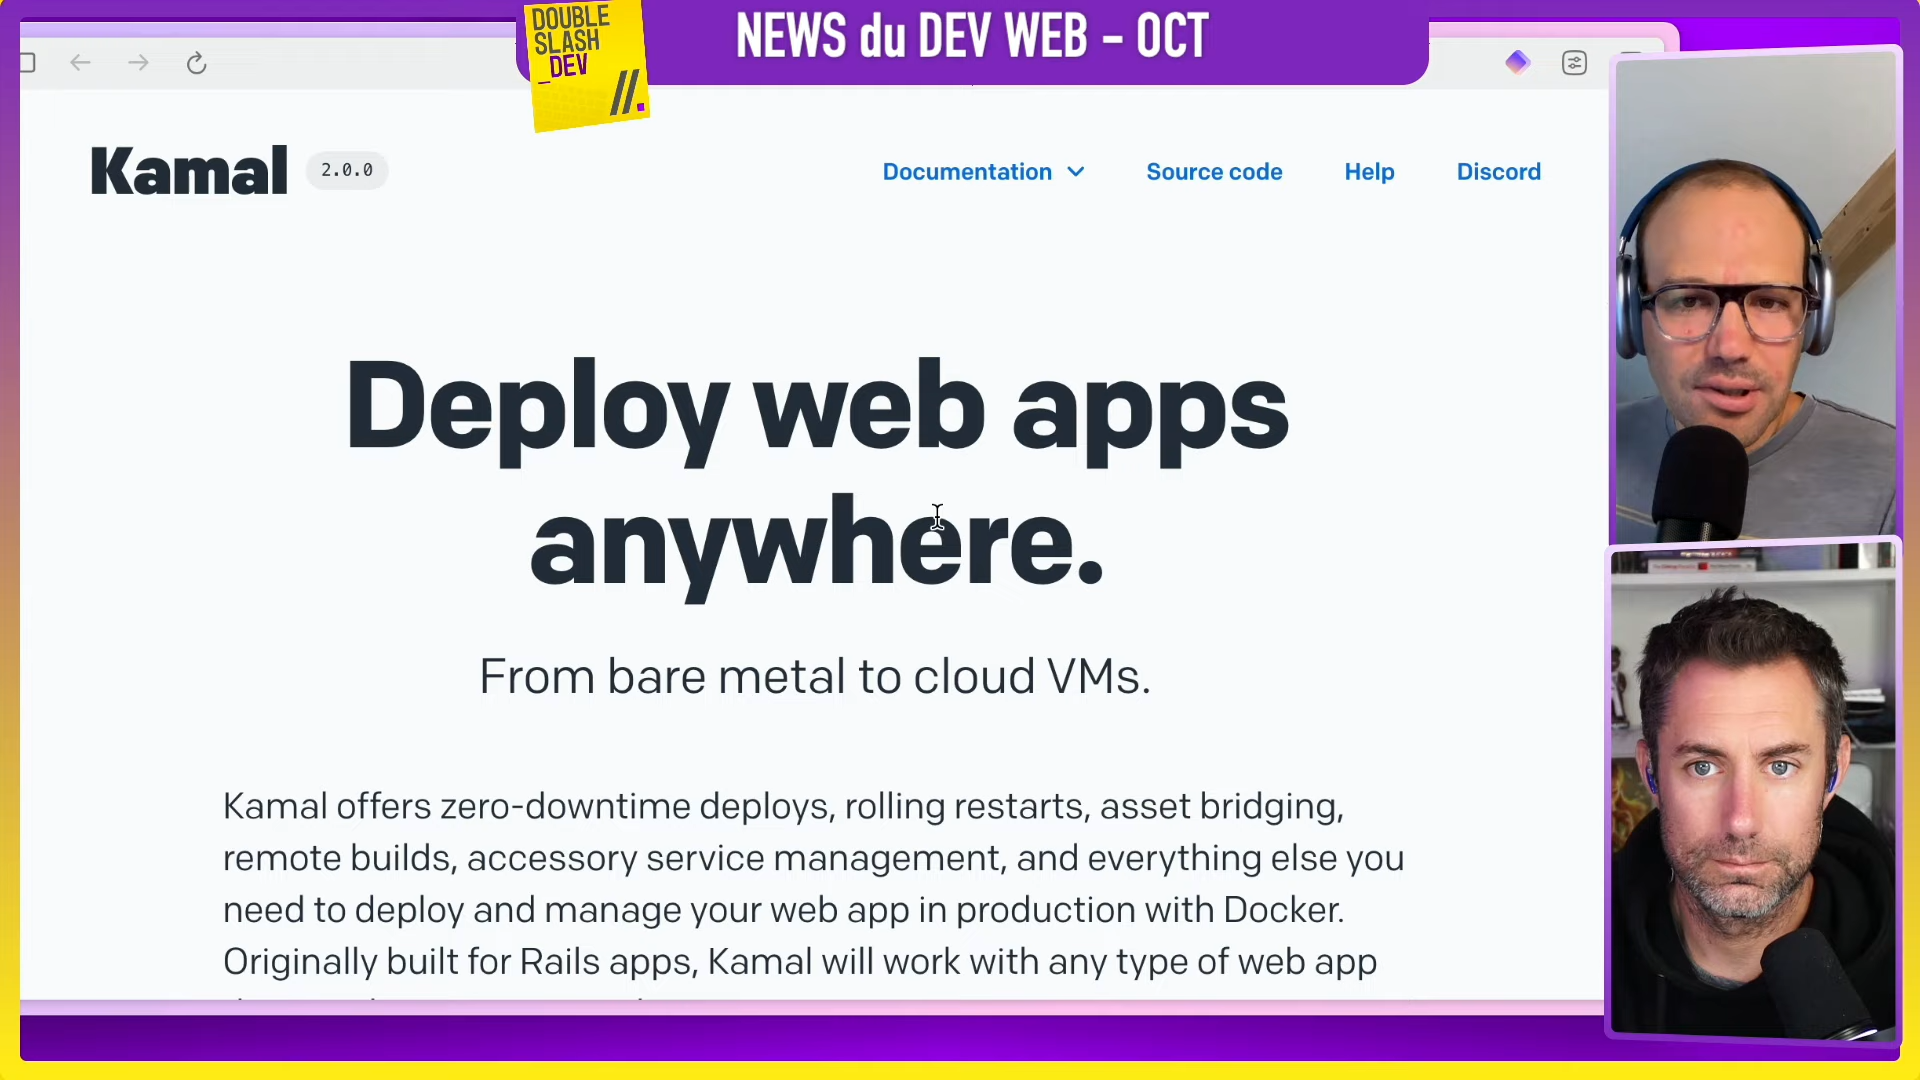 DOUBLE
SLASH
_DEV
//.
NEWS du DEV WEB - OCT
Kamal 2.0.0
Documentation
Source code
Help
Discord
Deploy web apps
anywhere.
From bare metal to cloud VMs.
Kamal offers zero-downtime deploys, rolling restarts, asset bridging,
remote builds, accessory service management, and everything else you
need to deploy and manage your web app in production with Docker.
Originally built for Rails apps, Kamal will work with any type of web app